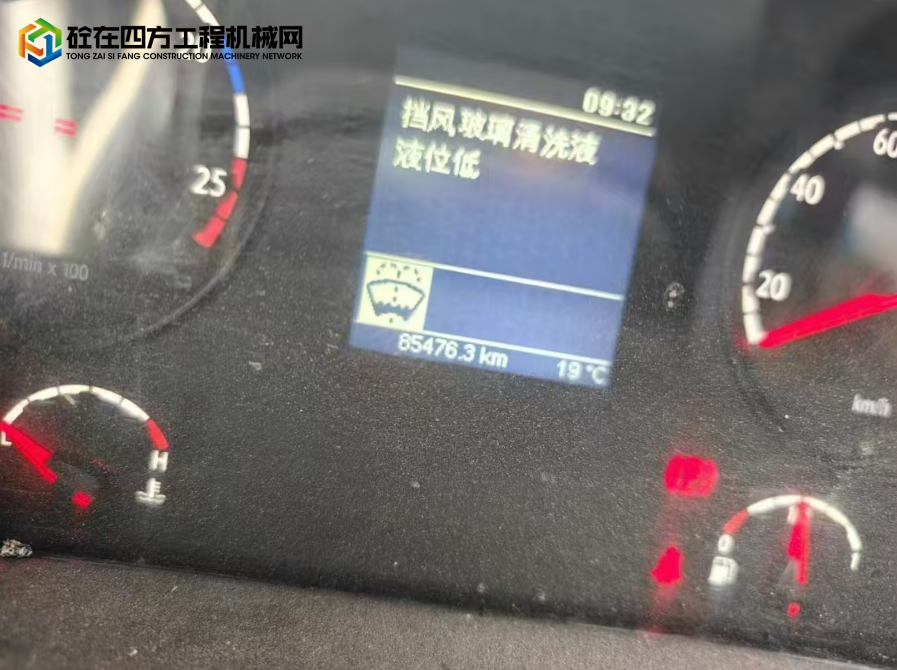 砼在四方工程机械网
TONG ZAI SI FANG CONSTRUCTION MACHINERY NETWORK
09:32
挡风玻璃清洗液
液位低
25
1/min x 100
60
40
20
85476.3 km
19 °C
km/h
L
H
0